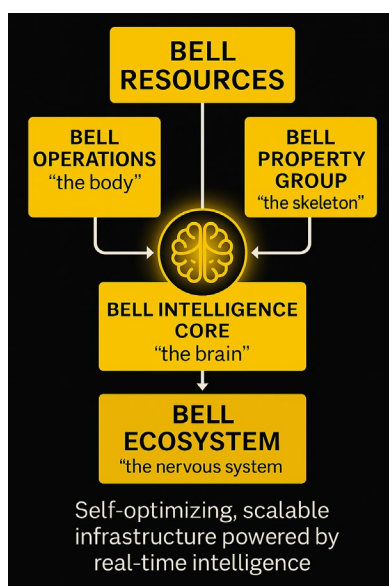 BELL
RESOURCES
BELL
OPERATIONS
“the body”
BELL
PROPERTY
GROUP
“the skeleton”
BELL INTELLIGENCE
CORE
“the brain”
BELL
ECOSYSTEM
“the nervous system
Self-optimizing, scalable
infrastructure powered by
real-time intelligence